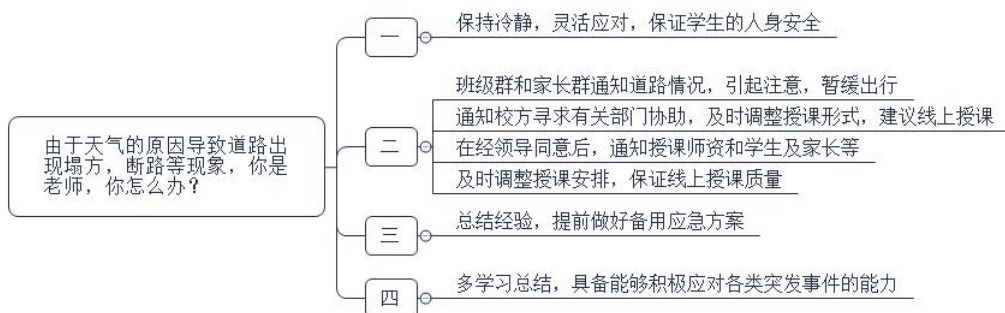 由于天气的原因导致道路出
现塌方，断路等现象，你是
老师，你怎么办？
一
保持冷静，灵活应对，保证学生的人身安全
二
班级群和家长群通知道路情况，引起注意，暂缓出行
通知校方寻求有关部门协助，及时调整授课形式，建议线上授课
在经领导同意后，通知授课师资和学生及家长等
及时调整授课安排，保证线上授课质量
三
总结经验，提前做好备用应急方案
四
多学习总结，具备能够积极应对各类突发事件的能力